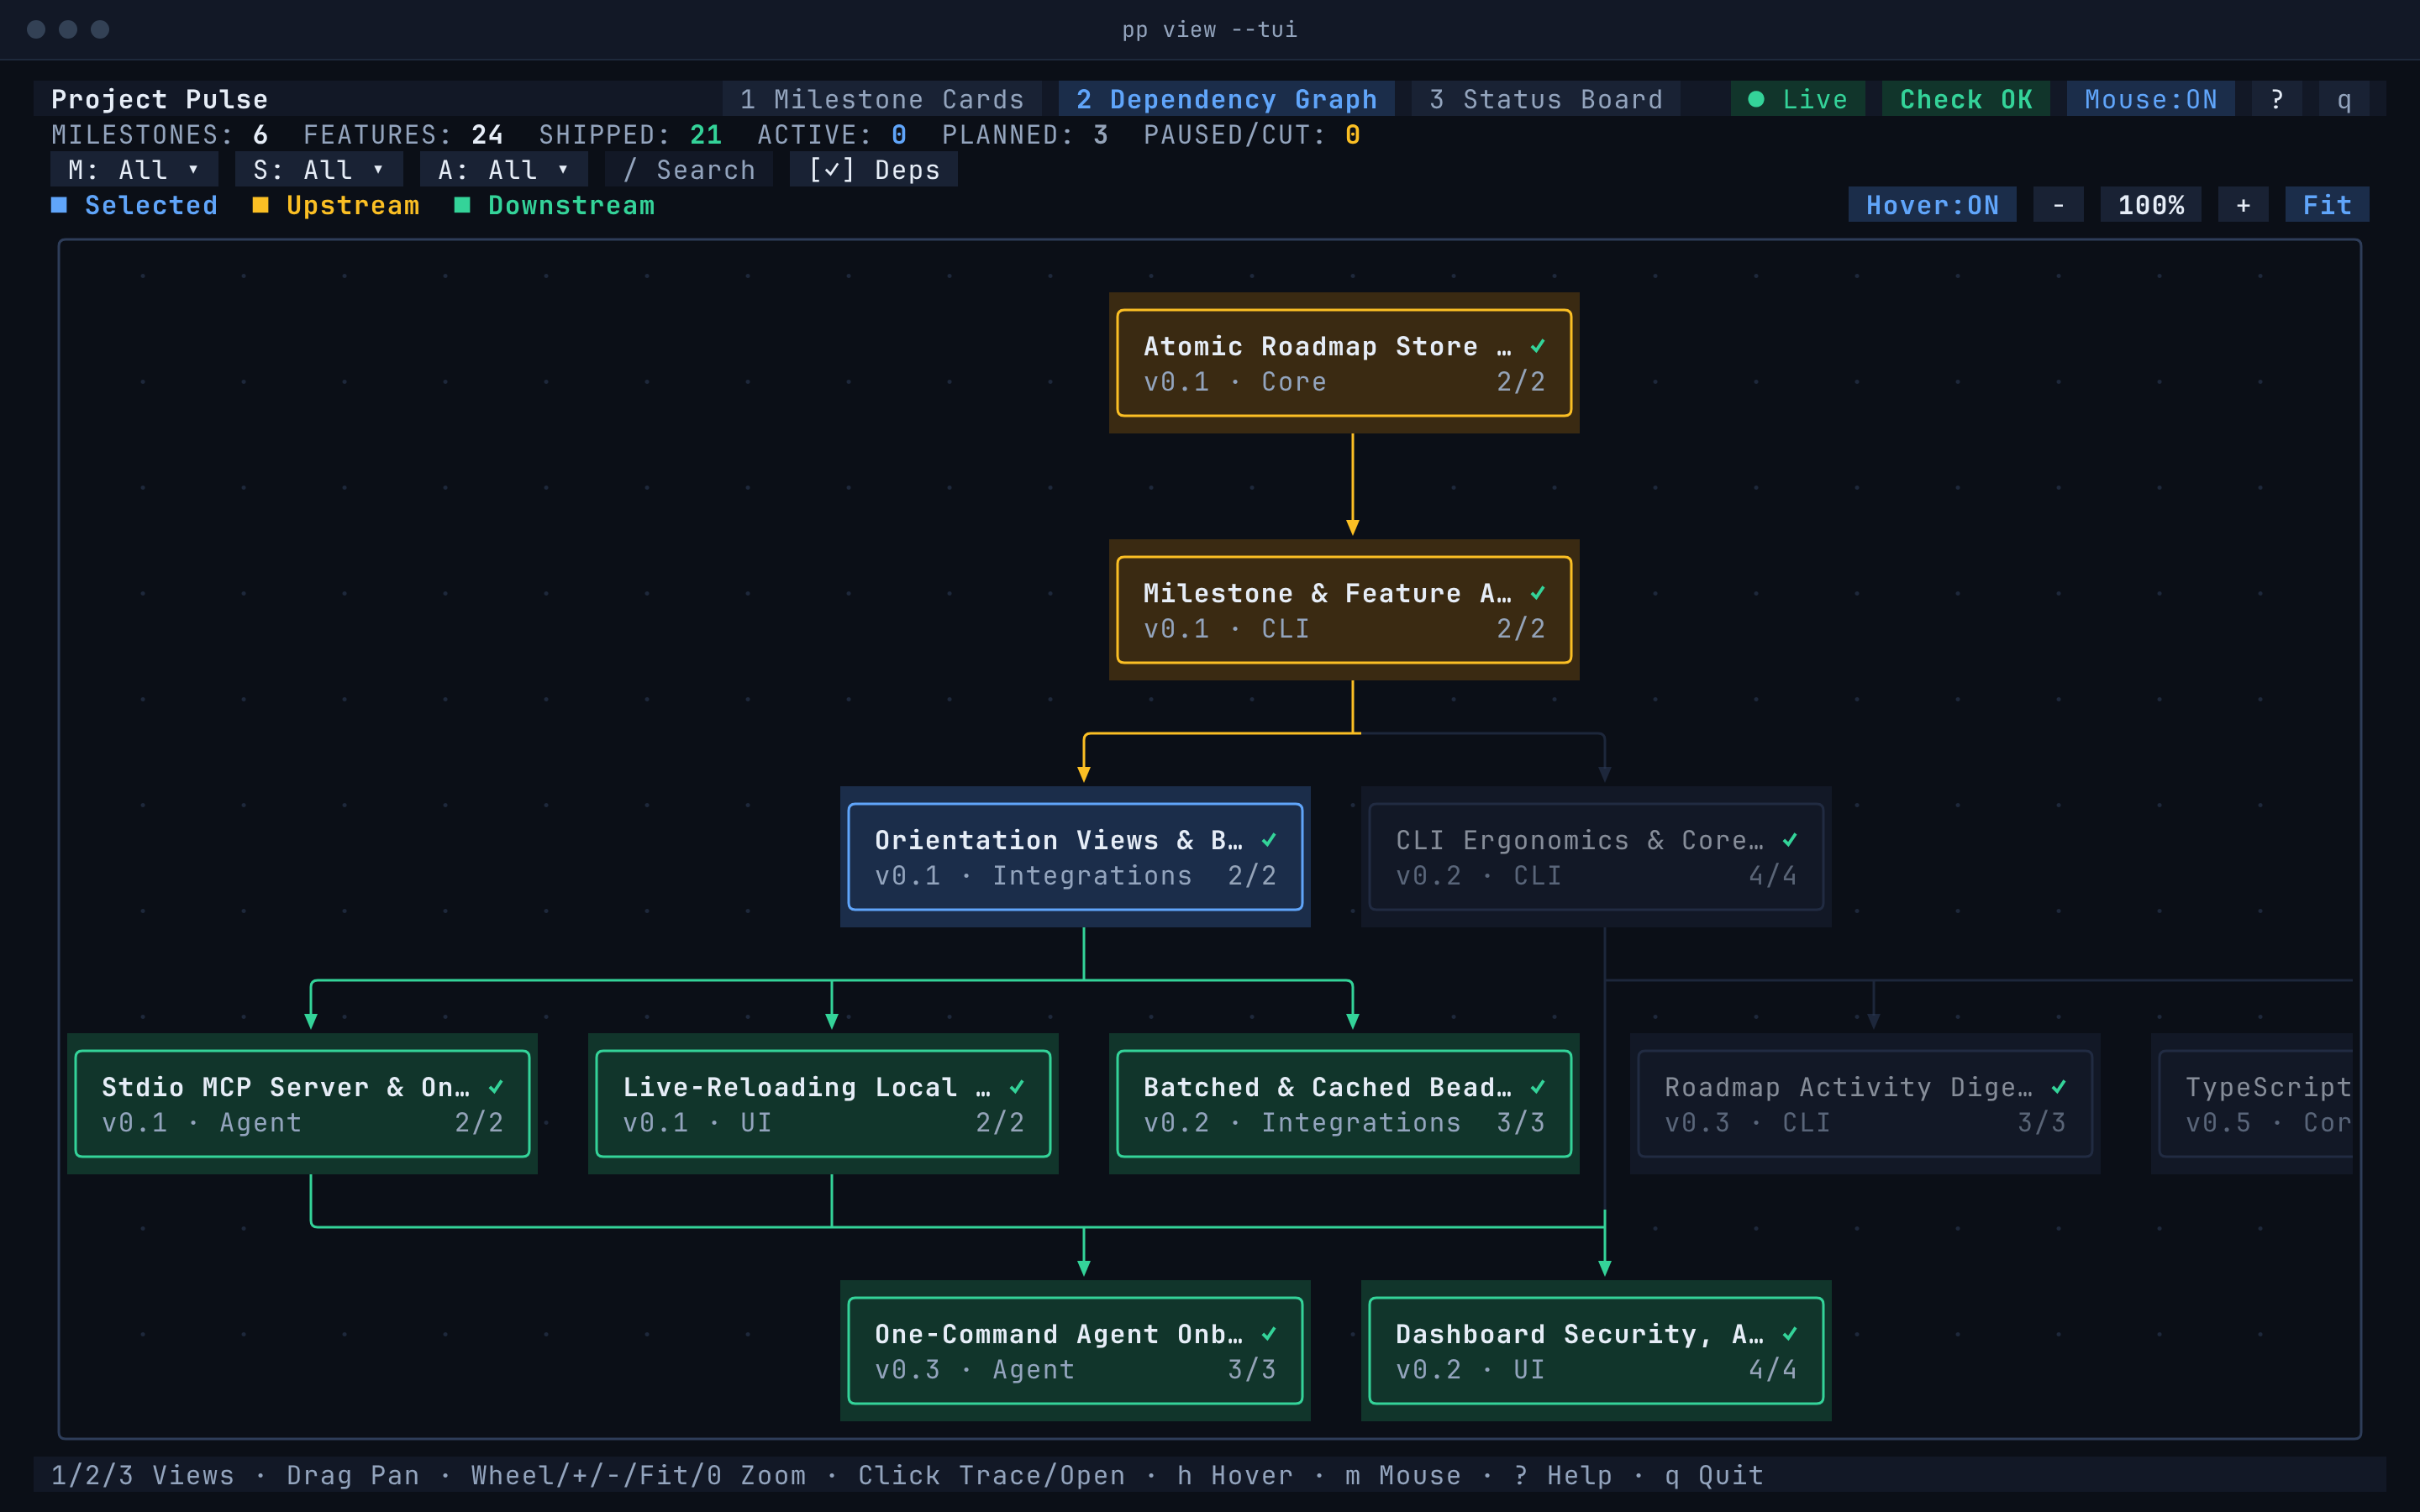 pp view --tui
Project Pulse 1 Milestone Cards 2 Dependency Graph 3 Status Board ● Live Check OK Mouse:ON ? q
MILESTONES: 6 FEATURES: 24 SHIPPED: 21 ACTIVE: 0 PLANNED: 3 PAUSED/CUT: 0
M: All ▾ S: All ▾ A: All ▾ / Search [✓] Deps
■ Selected ■ Upstream ■ Downstream Hover:ON - 100% + Fit
Atomic Roadmap Store … ✓
v0.1 · Core 2/2
Milestone & Feature A… ✓
v0.1 · CLI 2/2
Orientation Views & B… ✓
v0.1 · Integrations 2/2
CLI Ergonomics & Core… ✓
v0.2 · CLI 4/4
Stdio MCP Server & On… ✓
v0.1 · Agent 2/2
Live-Reloading Local … ✓
v0.1 · UI 2/2
Batched & Cached Bead… ✓
v0.2 · Integrations 3/3
Roadmap Activity Dige… ✓
v0.3 · CLI 3/3
TypeScript
v0.5 · Cor
One-Command Agent Onb… ✓
v0.3 · Agent 3/3
Dashboard Security, A… ✓
v0.2 · UI 4/4
1/2/3 Views · Drag Pan · Wheel/+/-/Fit/0 Zoom · Click Trace/Open · h Hover · m Mouse · ? Help · q Quit